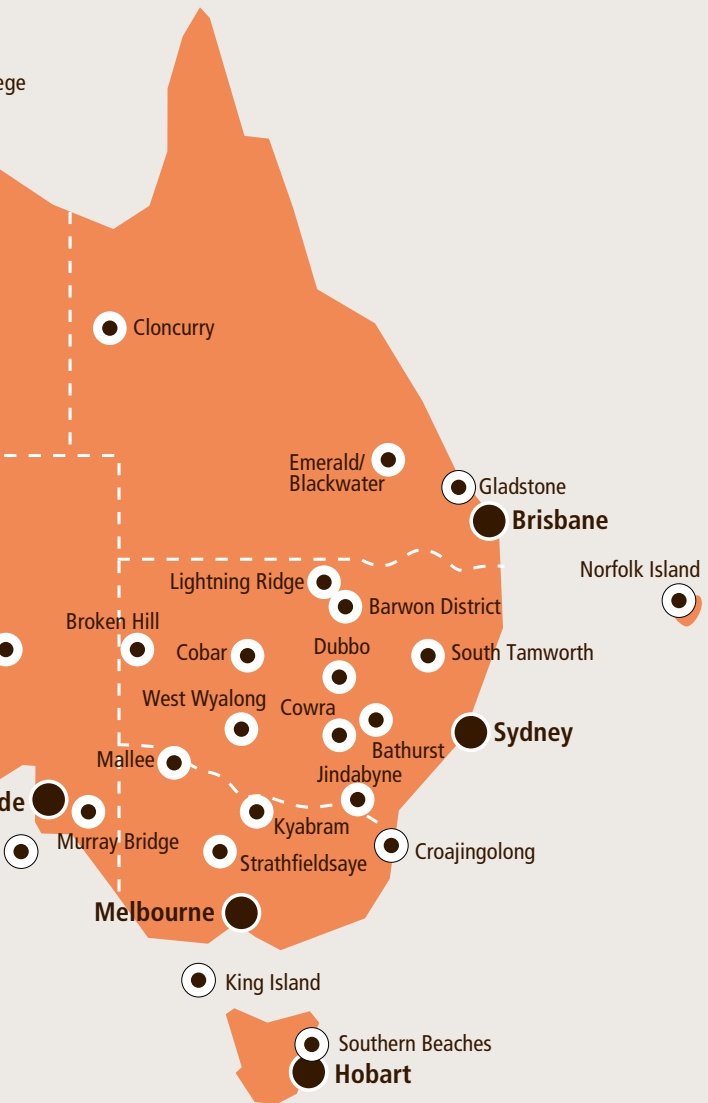 ege
Cloncurry
Emerald/
Blackwater
Gladstone
Brisbane
Norfolk Island
Lightning Ridge
Barwon District
Broken Hill
Cobar
Dubbo
South Tamworth
West Wyalong
Cowra
Sydney
Bathurst
Mallee
Jindabyne
de
Kyabram
Murray Bridge
Croajingolong
Strathfieldsaye
Melbourne
King Island
Southern Beaches
Hobart